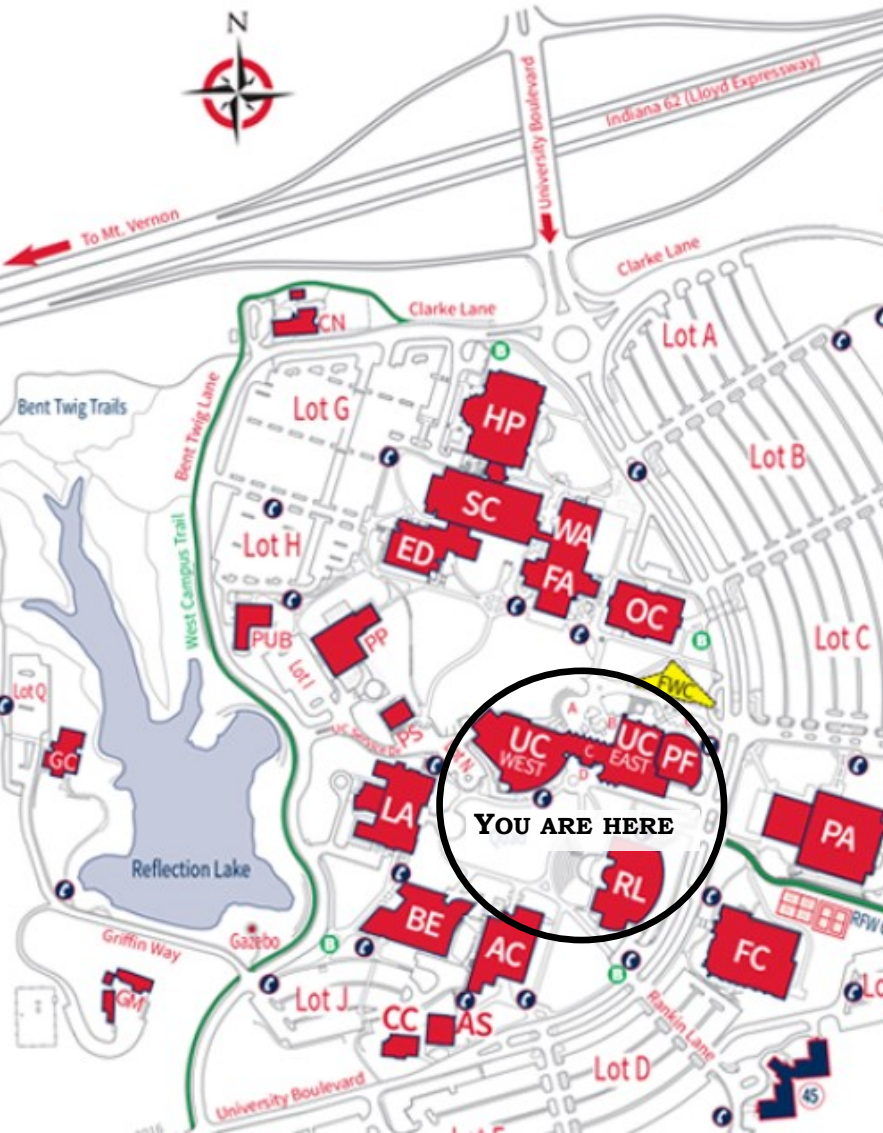 N
University Boulevard
Indiana 62 (Lloyd Expressway)
To Mt. Vernon
Clarke Lane
Clarke Lane
CN
Lot A
B
HP
Bent Twig Trails
Bent Twig Lane
Lot G
Lot B
SC
WA
Lot H
ED
FA
West Campus Trail
OC
PUB
PP
B
Lot C
Lot I
FWC
Lot Q
PS
A
B
GC
Lot N
UC
WEST
C
UC
EAST
PF
D
LA
YOU ARE HERE
PA
Reflection Lake
RL
BE
Gazebo
Griffin Way
B
AC
FC
B
GM
Lot J
CC
AS
Rankin Lane
Lot D
University Boulevard
45